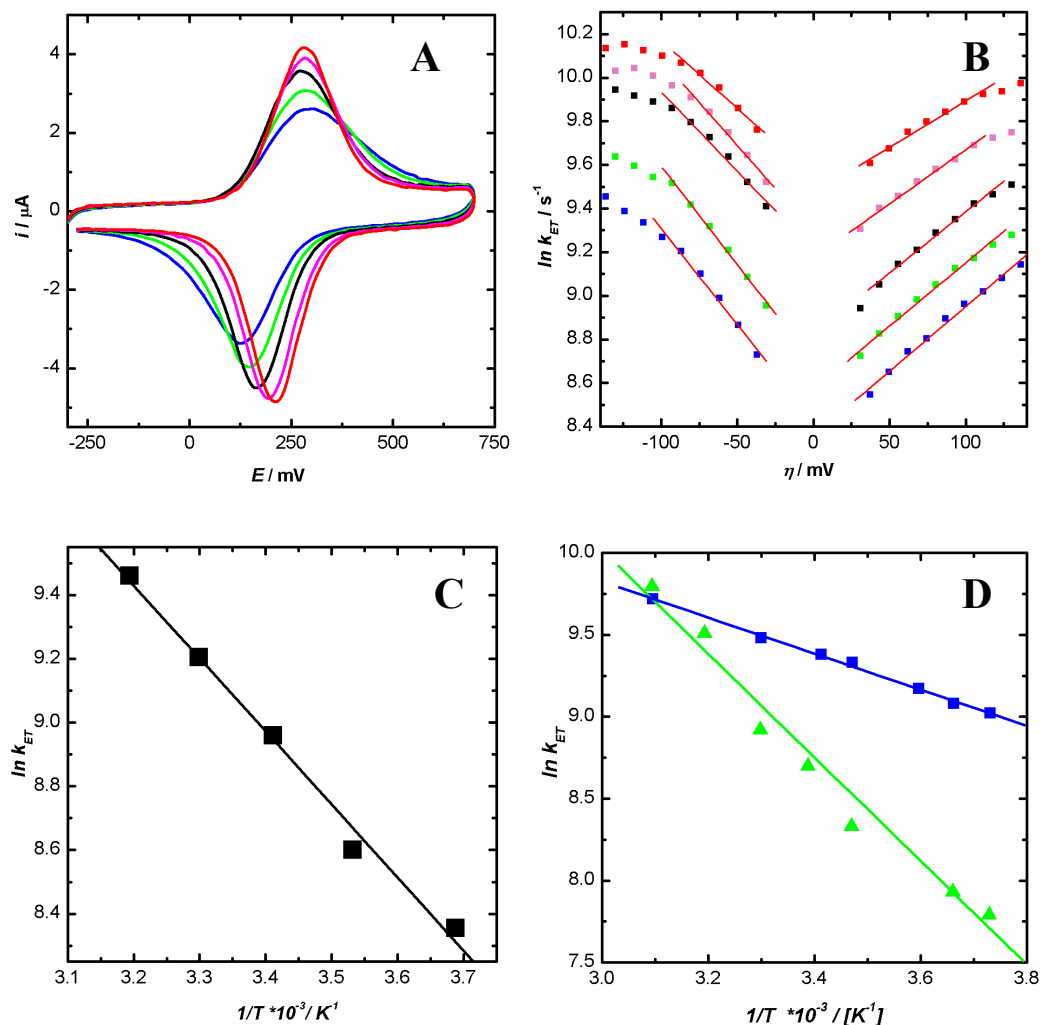 A
4
2
0
-2
-4
i / μA
-250 0 250 500 750
E / mV
B
10.2
10.0
9.8
9.6
9.4
9.2
9.0
8.8
8.6
8.4
ln k_ET / s⁻¹
-100 -50 0 50 100
η / mV
C
9.4
9.2
9.0
8.8
8.6
8.4
ln k_ET
3.1 3.2 3.3 3.4 3.5 3.6 3.7
1/T *10⁻³ / K⁻¹
D
10.0
9.5
9.0
8.5
8.0
7.5
ln k_ET
3.0 3.2 3.4 3.6 3.8
1/T *10⁻³ / [K⁻¹]